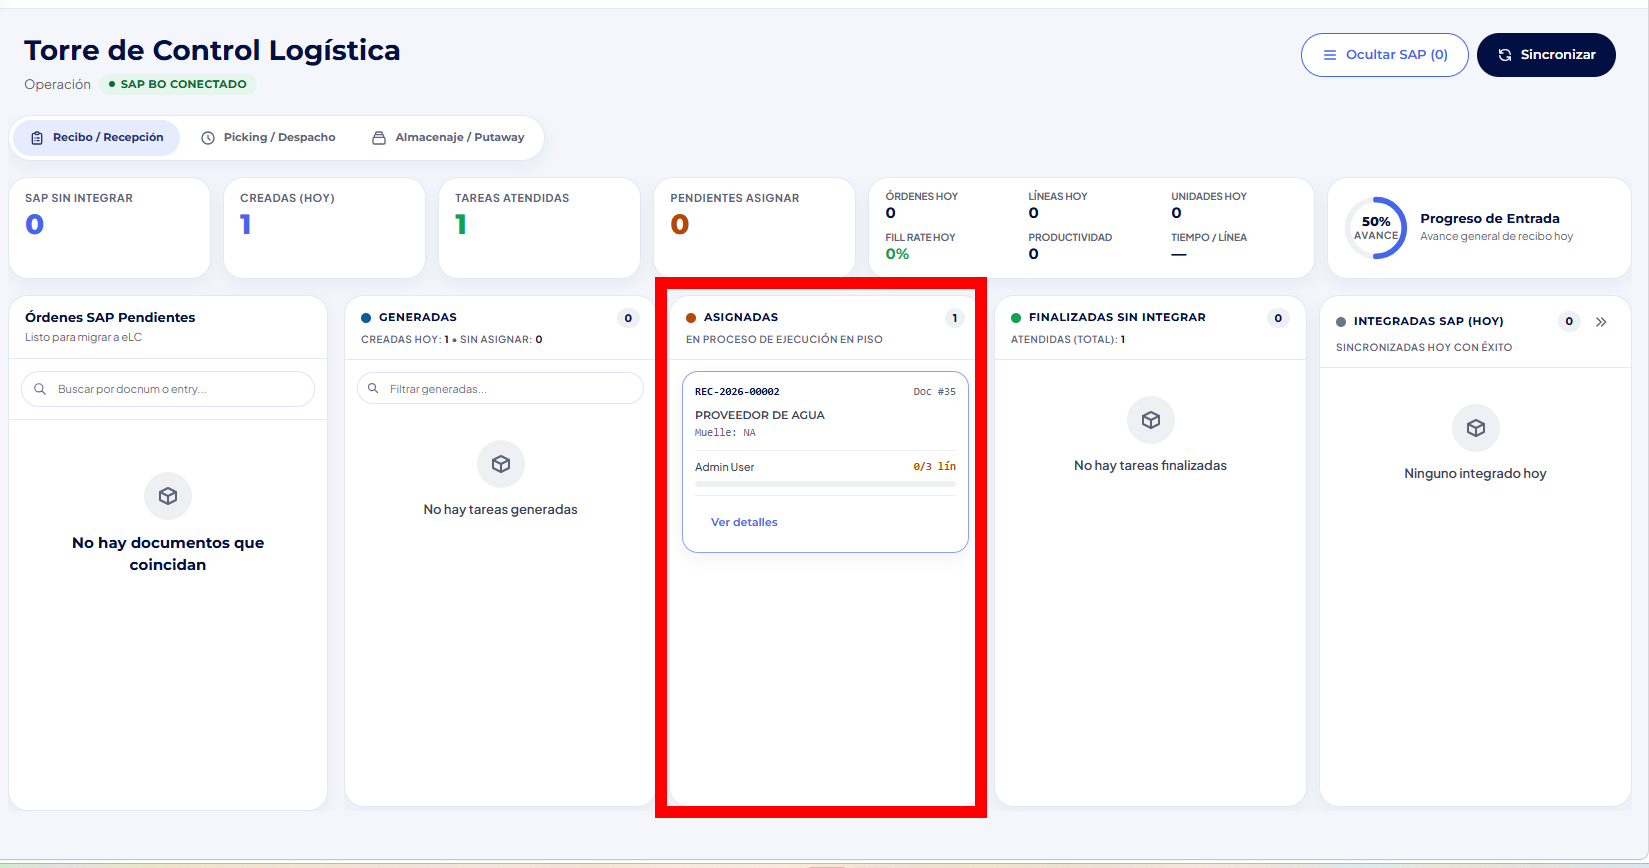 Torre de Control Logística
Operación
SAP BO CONECTADO
Ocultar SAP (0)
Sincronizar
Recibo / Recepción
Picking / Despacho
Almacenaje / Putaway
SAP SIN INTEGRAR
0
CREADAS (HOY)
1
TAREAS ATENDIDAS
1
PENDIENTES ASIGNAR
0
ÓRDENES HOY
0
LÍNEAS HOY
0
UNIDADES HOY
0
FILL RATE HOY
0%
PRODUCTIVIDAD
0
TIEMPO / LÍNEA
—
50%
AVANCE
Progreso de Entrada
Avance general de recibo hoy
Órdenes SAP Pendientes
Listo para migrar a eLC
Buscar por docnum o entry...
No hay documentos que
coincidan
GENERADAS
0
CREADAS HOY: 1 • SIN ASIGNAR: 0
Filtrar generadas...
No hay tareas generadas
ASIGNADAS
1
EN PROCESO DE EJECUCIÓN EN PISO
REC-2026-00002
Doc #35
PROVEEDOR DE AGUA
Muelle: NA
Admin User
0/3 lín
Ver detalles
FINALIZADAS SIN INTEGRAR
0
ATENDIDAS (TOTAL): 1
No hay tareas finalizadas
INTEGRADAS SAP (HOY)
0
SINCRONIZADAS HOY CON ÉXITO
Ninguno integrado hoy